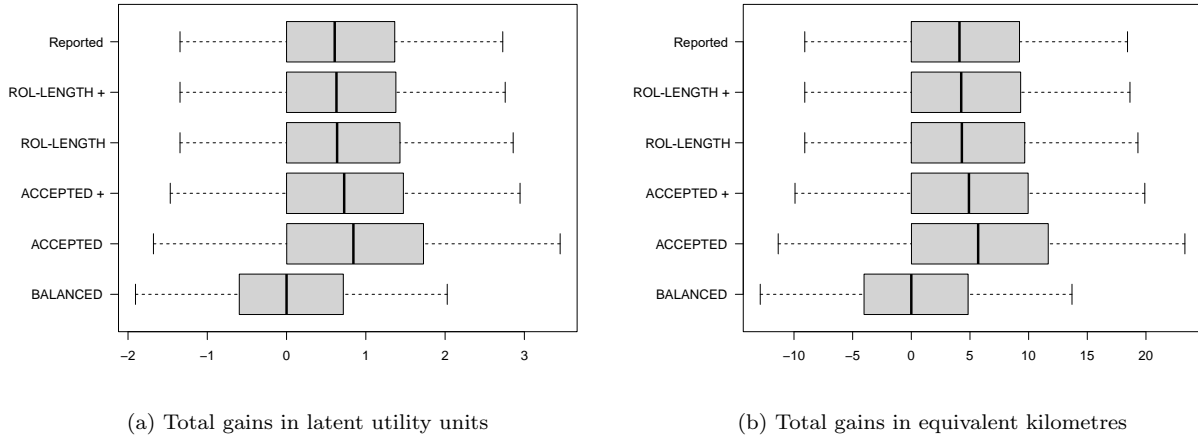 Reported
ROL-LENGTH +
ROL-LENGTH
ACCEPTED +
ACCEPTED
BALANCED
−2 −1 0 1 2 3
(a) Total gains in latent utility units
Reported
ROL-LENGTH +
ROL-LENGTH
ACCEPTED +
ACCEPTED
BALANCED
−10 −5 0 5 10 15 20
(b) Total gains in equivalent kilometres